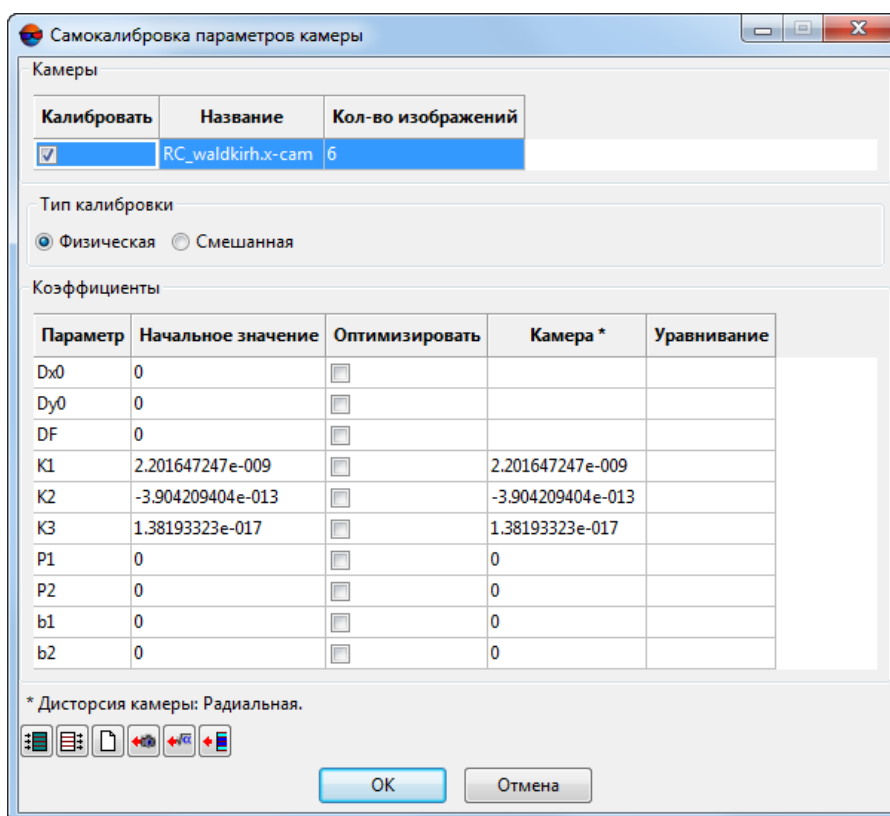 Самокалибровка параметров камеры
Камеры
Калибровать Название Кол-во изображений
RC_waldkirh.x-cam 6
Тип калибровки
Физическая Смешанная
Коэффициенты
Параметр Начальное значение Оптимизировать Камера * Уравнивание
Dx0 0
Dy0 0
DF 0
K1 2.201647247e-009 2.201647247e-009
K2 -3.904209404e-013 -3.904209404e-013
K3 1.38193323e-017 1.38193323e-017
P1 0 0
P2 0 0
b1 0 0
b2 0 0
* Дисторсия камеры: Радиальная.
OK Отмена